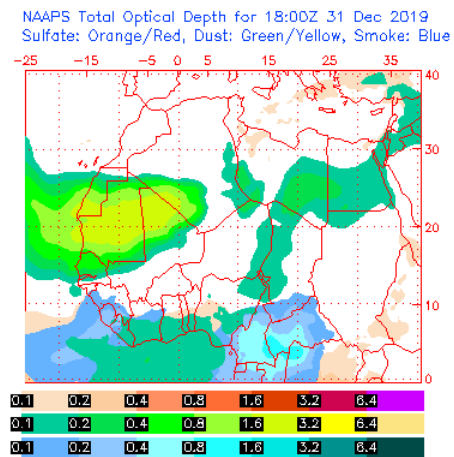 NAAPS Total Optical Depth for 18:00Z 31 Dec 2019
Sulfate: Orange/Red, Dust: Green/Yellow, Smoke: Blue
-25 -15 -5 0 5 15 25 35
40
30
20
10
0
0.1 0.2 0.4 0.8 1.6 3.2 6.4
0.1 0.2 0.4 0.8 1.6 3.2 6.4
0.1 0.2 0.4 0.8 1.6 3.2 6.4